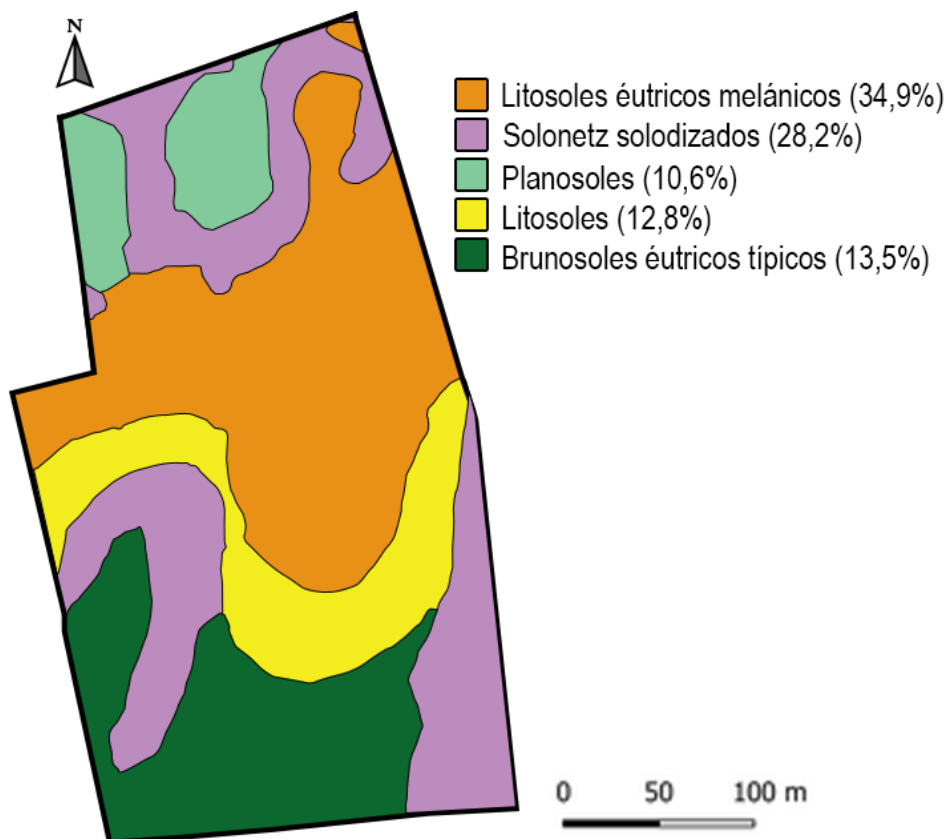 N
Litosoles éutricos melánicos (34,9%)
Solonetz solodizados (28,2%)
Planosoles (10,6%)
Litosoles (12,8%)
Brunosoles éutricos típicos (13,5%)
0 50 100 m